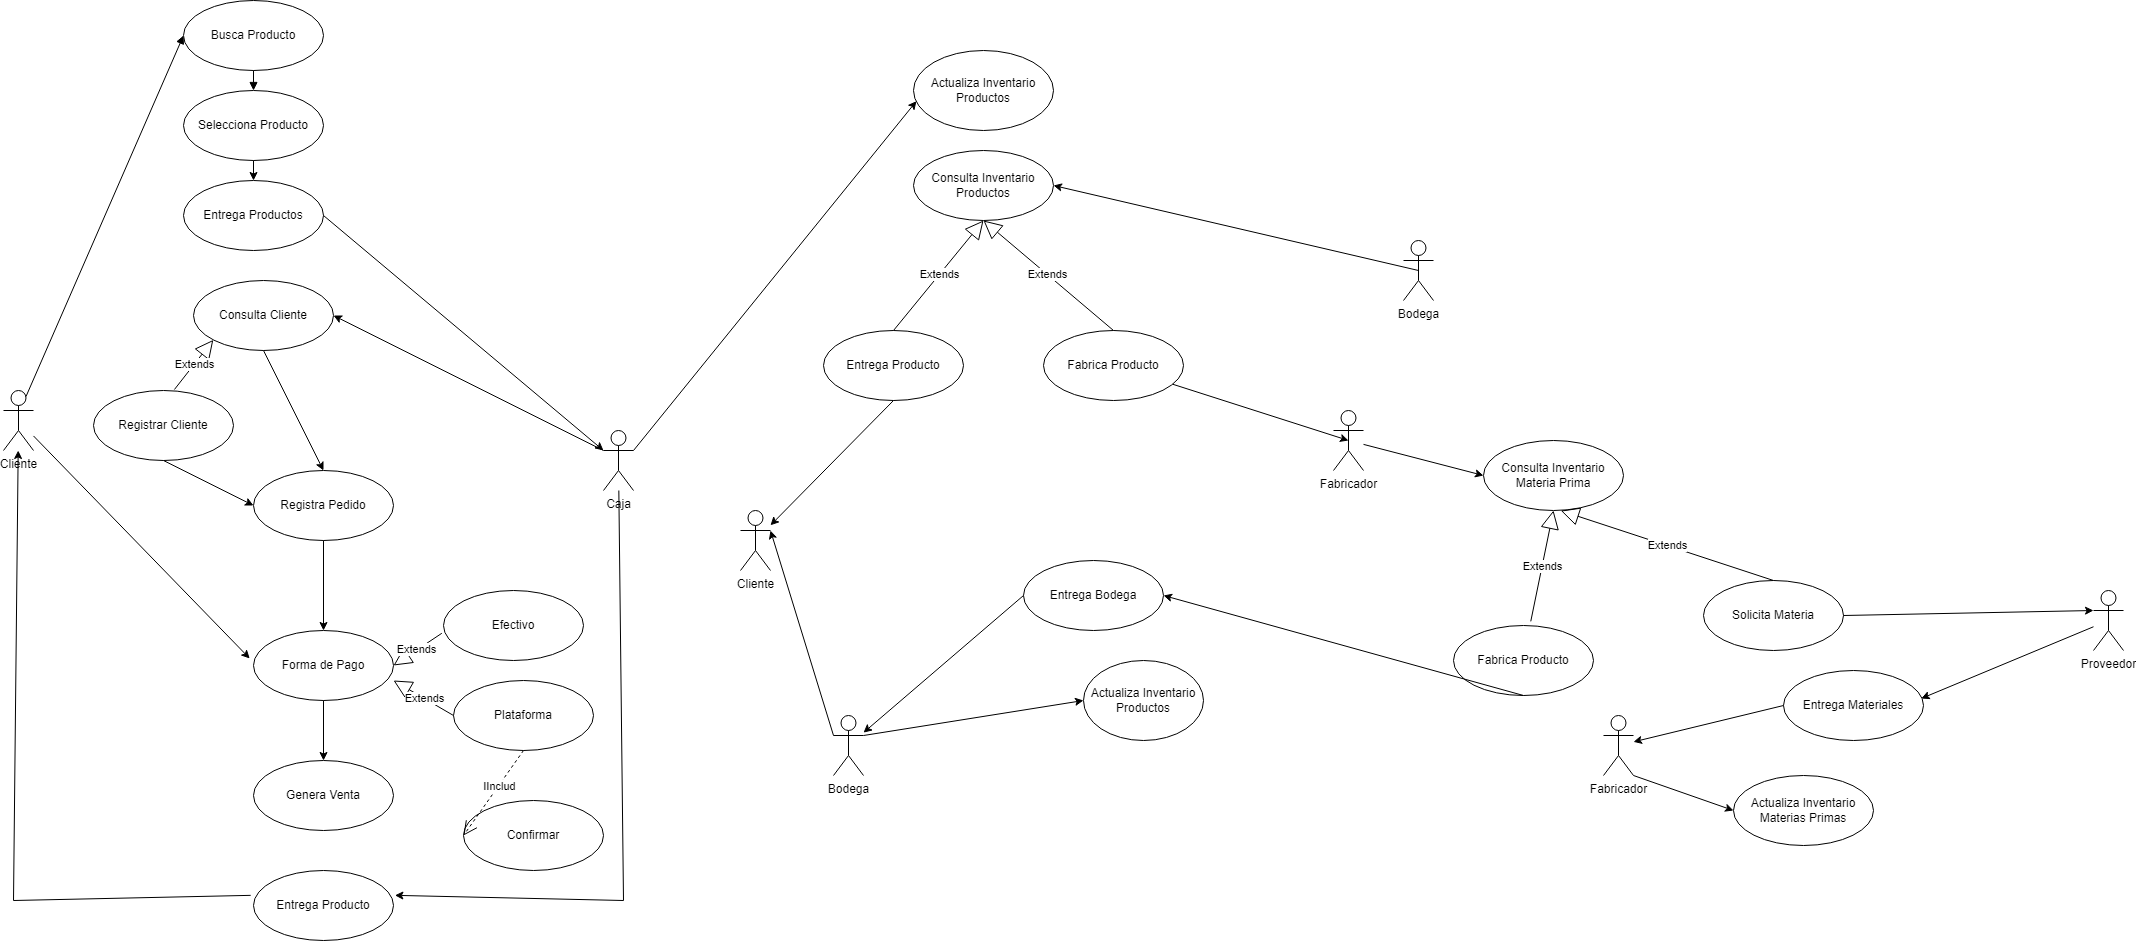 Busca Producto
Selecciona Producto
Entrega Productos
Consulta Cliente
Extends
Registrar Cliente
Cliente
Registra Pedido
Caja
Efectivo
Extends
Forma de Pago
Extends
Plataforma
IInclud
Genera Venta
Confirmar
Entrega Producto
Actualiza Inventario
Productos
Consulta Inventario
Productos
Extends
Extends
Bodega
Entrega Producto
Fabrica Producto
Fabricador
Consulta Inventario
Materia Prima
Extends
Extends
Cliente
Entrega Bodega
Solicita Materia
Fabrica Producto
Proveedor
Actualiza Inventario
Productos
Entrega Materiales
Bodega
Fabricador
Actualiza Inventario
Materias Primas